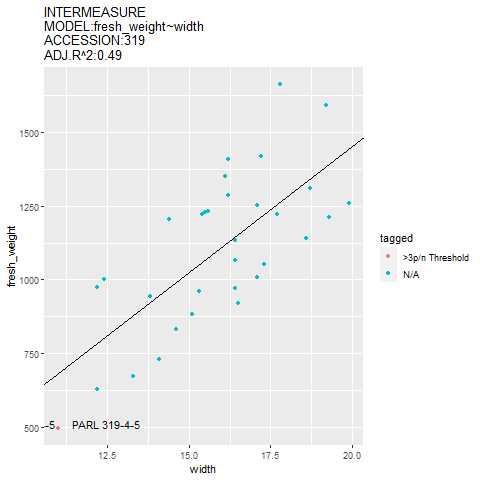 INTERMEASURE
MODEL:fresh_weight~width
ACCESSION:319
ADJ.R^2:0.49
1500
1250
1000
750
500
fresh_weight
-5
PARL 319-4-5
12.5
15.0
17.5
20.0
width
tagged
>3p/n Threshold
N/A